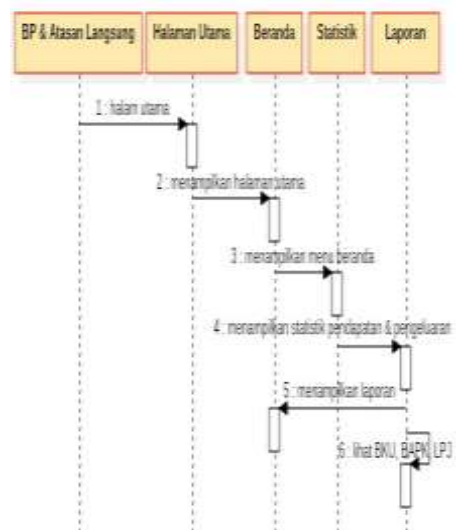 BP & Atasan Langsung
Halaman Utama
Beranda
Statistik
Laporan
1 : halam utama
2 : menampilkan halaman utama
3 : menampilkan menu beranda
4 : menampilkan statistik pendapatan & pengeluaran
5 : menampilkan laporan
6 : lihat BKU, BAPK, LPJ